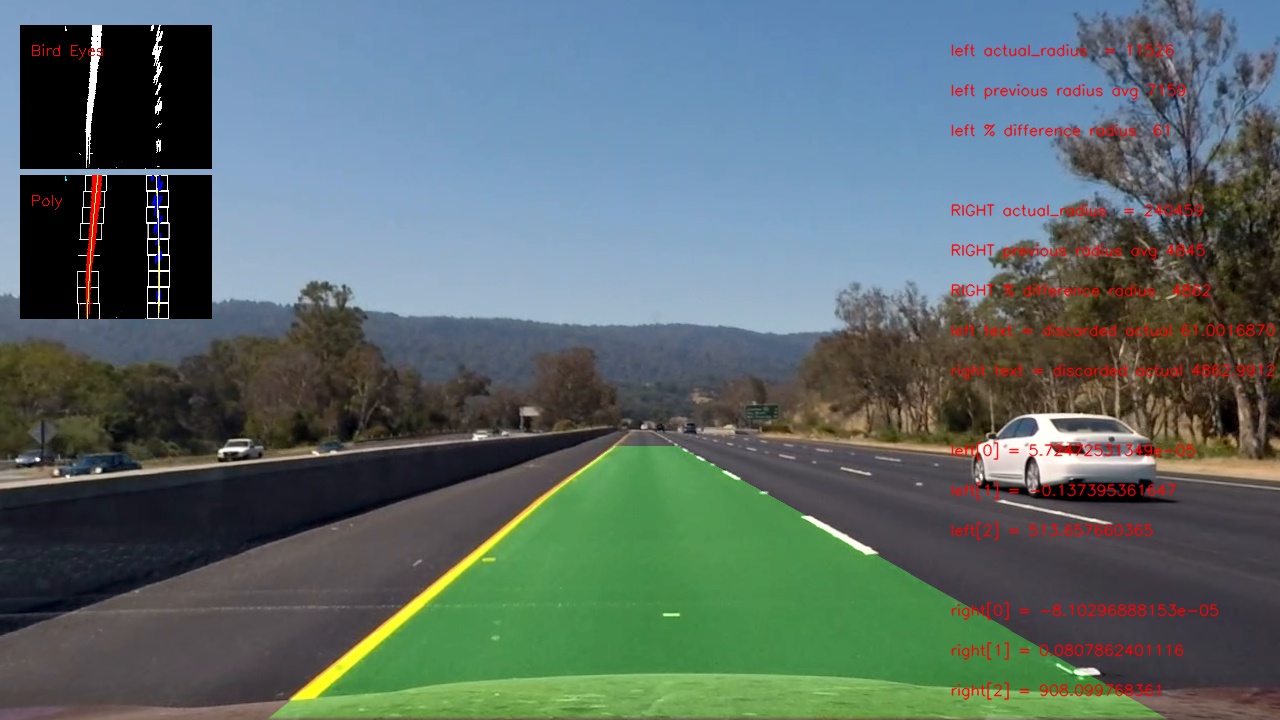 Bird Eyes
Poly
left actual_radius = 11526
left previous radius avg 7159
left % difference radius 61
RIGHT actual_radius = 240459
RIGHT previous radius avg 4845
RIGHT % difference radius 4862
left text = discarded actual 61.0016870
right text = discarded actual 4862.9912
left[0] = 5.72472531349e-05
left[1] = -0.137395361647
left[2] = 513.657660365
right[0] = -8.10296888153e-05
right[1] = 0.0807862401116
right[2] = 908.099768361